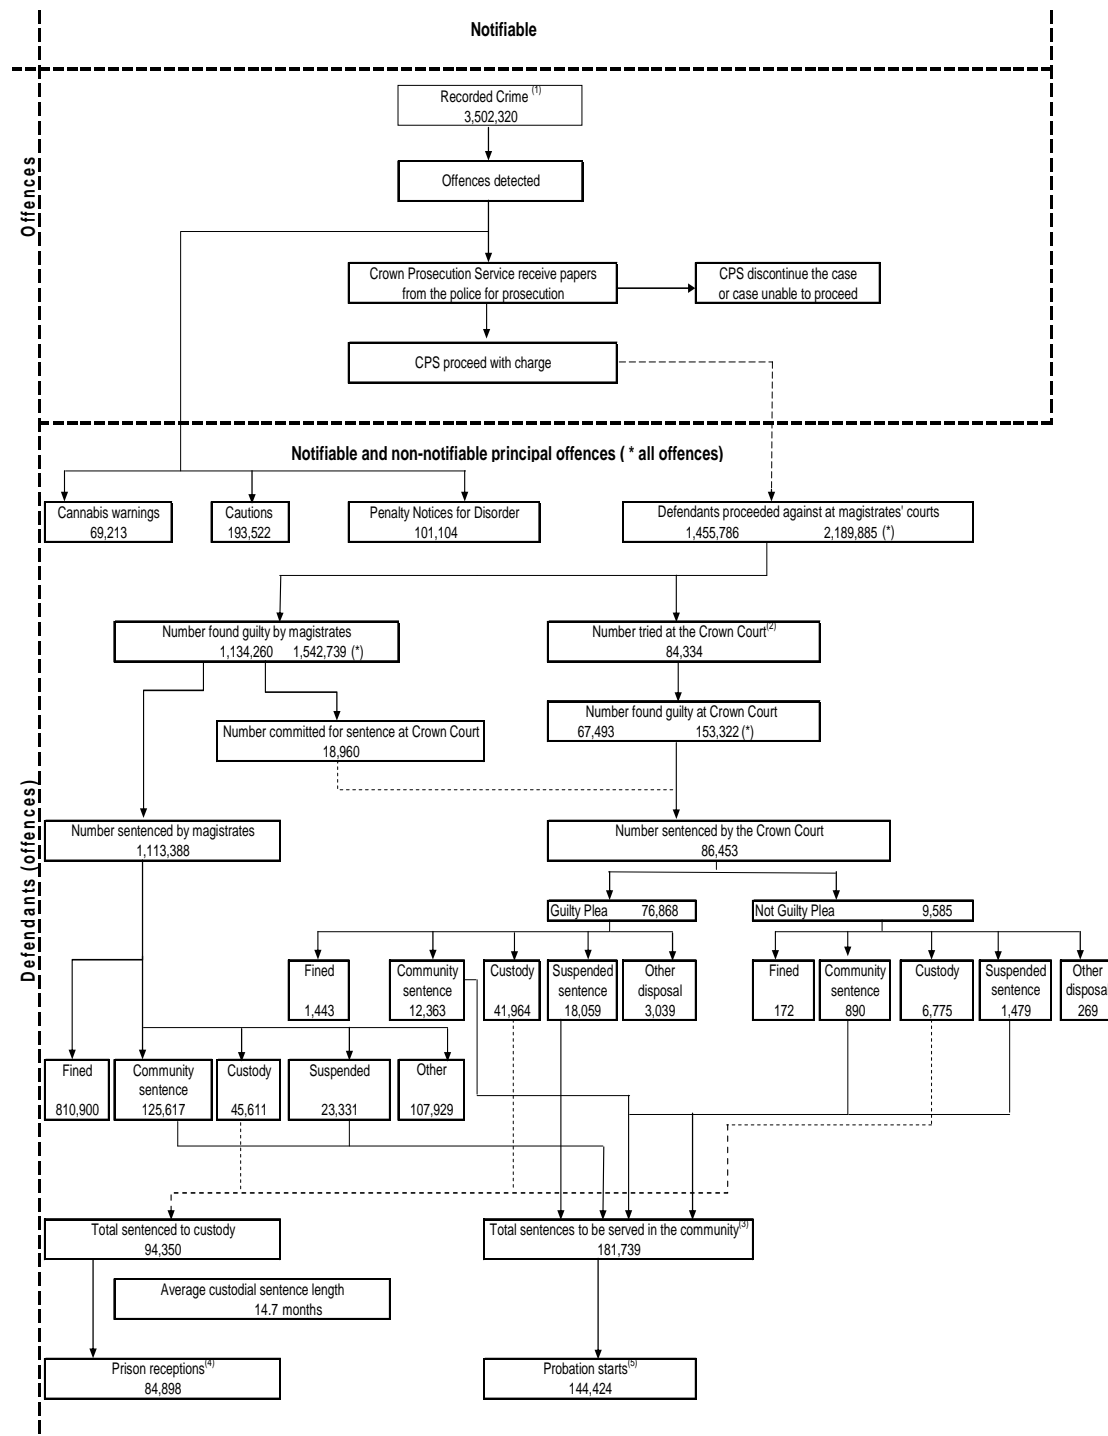 Notifiable
Offences
Recorded Crime (1)
3,502,320
Offences detected
Crown Prosecution Service receive papers
from the police for prosecution
CPS discontinue the case
or case unable to proceed
CPS proceed with charge
Notifiable and non-notifiable principal offences ( * all offences)
Defendants (offences)
Cannabis warnings
69,213
Cautions
193,522
Penalty Notices for Disorder
101,104
Defendants proceeded against at magistrates' courts
1,455,786 2,189,885 (*)
Number found guilty by magistrates
1,134,260 1,542,739 (*)
Number tried at the Crown Court(2)
84,334
Number committed for sentence at Crown Court
18,960
Number found guilty at Crown Court
67,493 153,322 (*)
Number sentenced by magistrates
1,113,388
Number sentenced by the Crown Court
86,453
Guilty Plea 76,868
Not Guilty Plea 9,585
Fined
1,443
Community
sentence
12,363
Custody
41,964
Suspended
sentence
18,059
Other
disposal
3,039
Fined
172
Community
sentence
890
Custody
6,775
Suspended
sentence
1,479
Other
disposal
269
Fined
810,900
Community
sentence
125,617
Custody
45,611
Suspended
23,331
Other
107,929
Total sentenced to custody
94,350
Total sentences to be served in the community(3)
181,739
Average custodial sentence length
14.7 months
Prison receptions(4)
84,898
Probation starts(5)
144,424